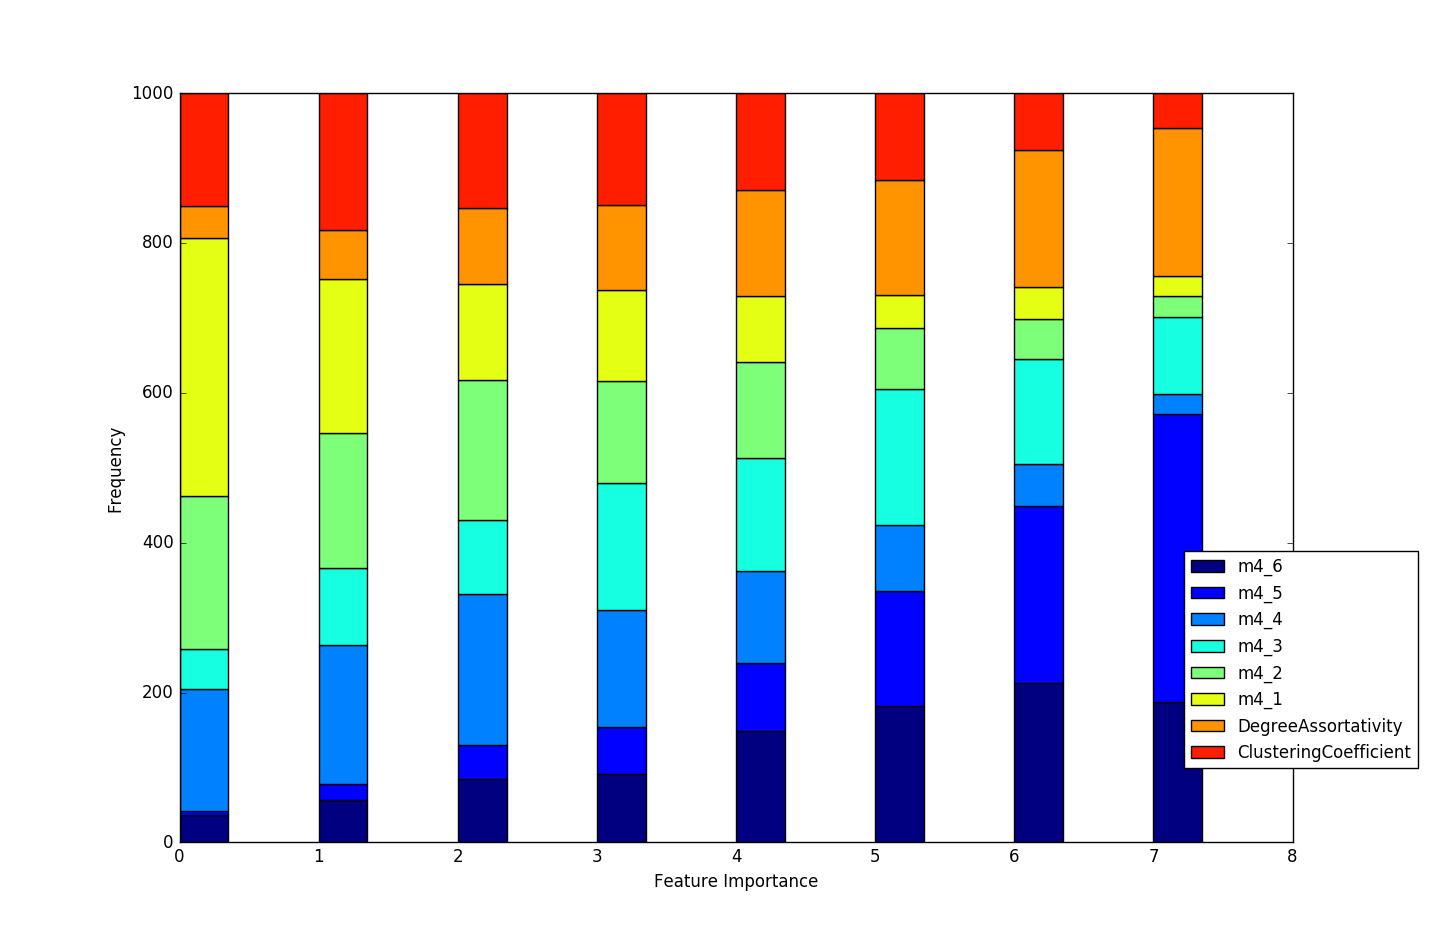 1000
800
600
400
200
0
Frequency
0 1 2 3 4 5 6 7 8
Feature Importance
m4_6
m4_5
m4_4
m4_3
m4_2
m4_1
DegreeAssortativity
ClusteringCoefficient